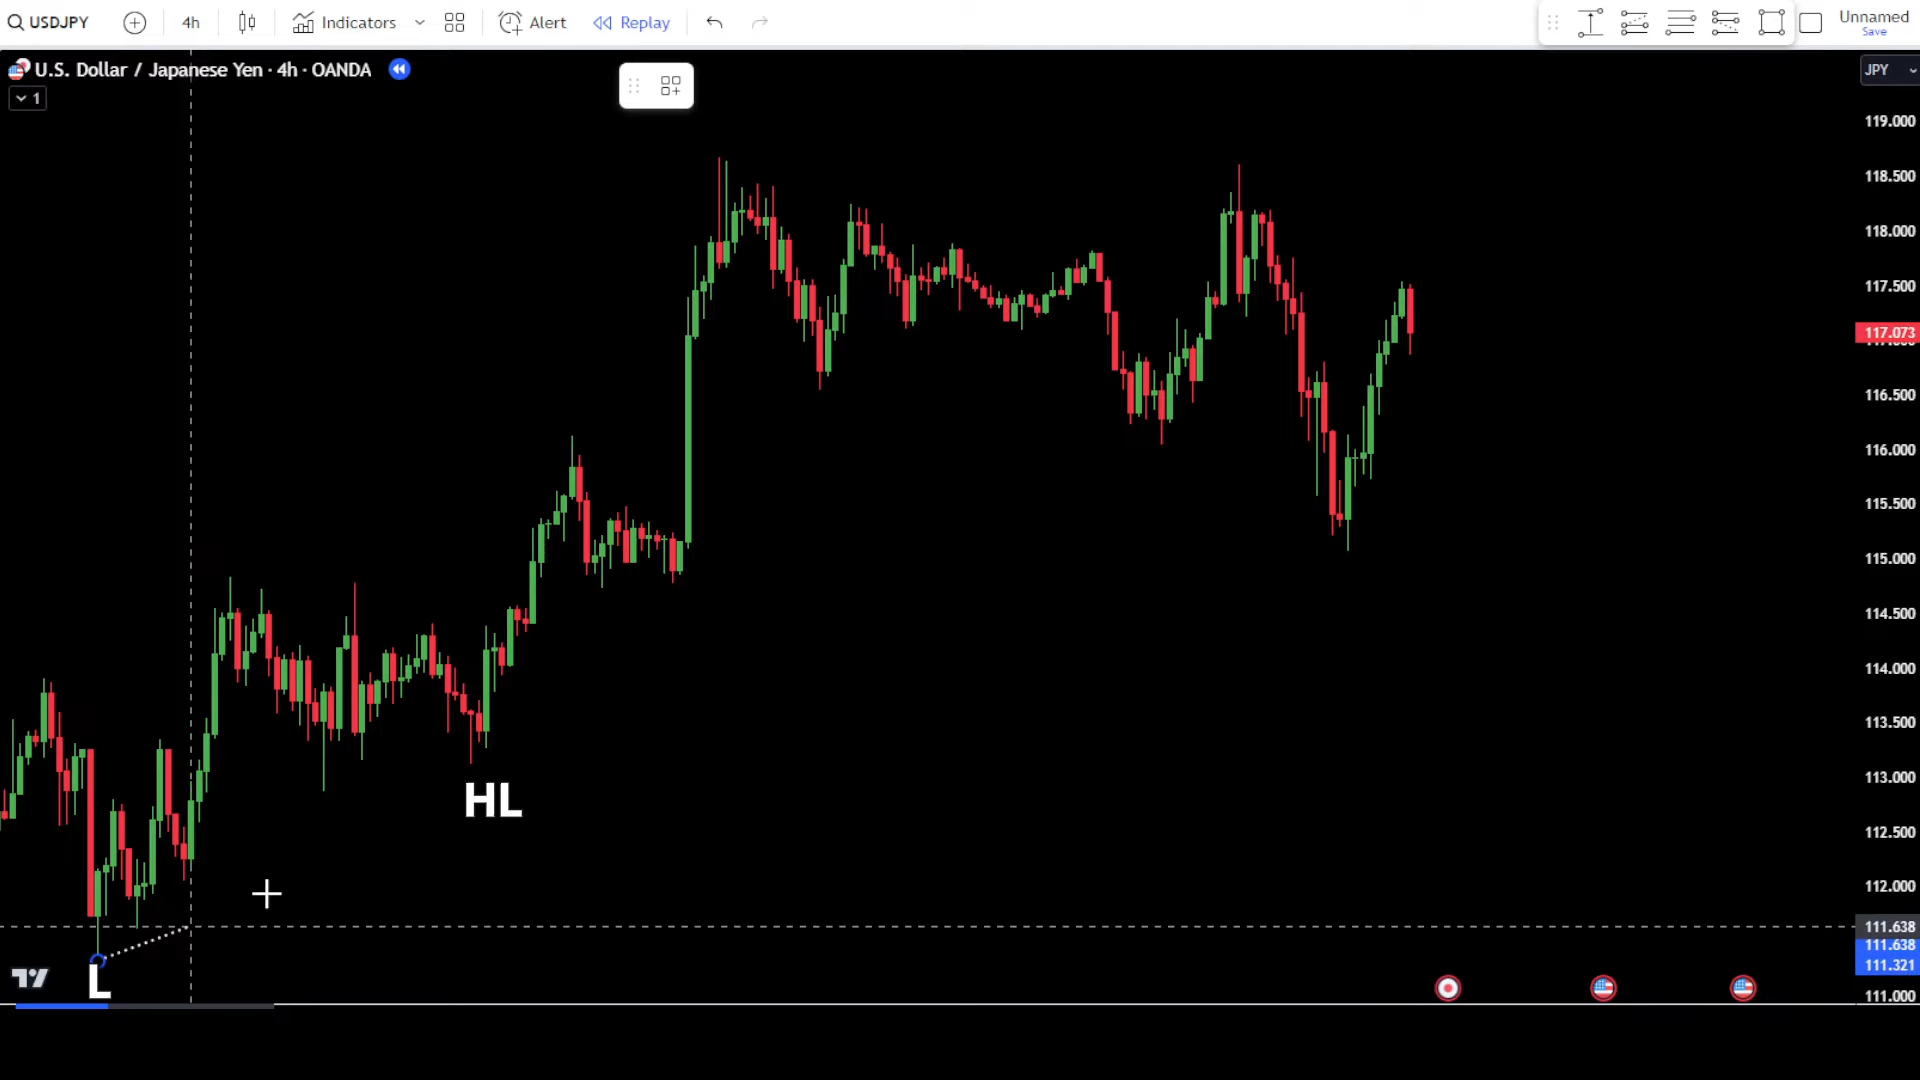 USDJPY
4h
Indicators
Alert
Replay
Unnamed
Save
U.S. Dollar / Japanese Yen · 4h · OANDA
1
JPY
119.000
118.500
118.000
117.500
117.073
116.500
116.000
115.500
115.000
114.500
114.000
113.500
113.000
HL
112.500
112.000
111.638
111.638
111.321
L
111.000